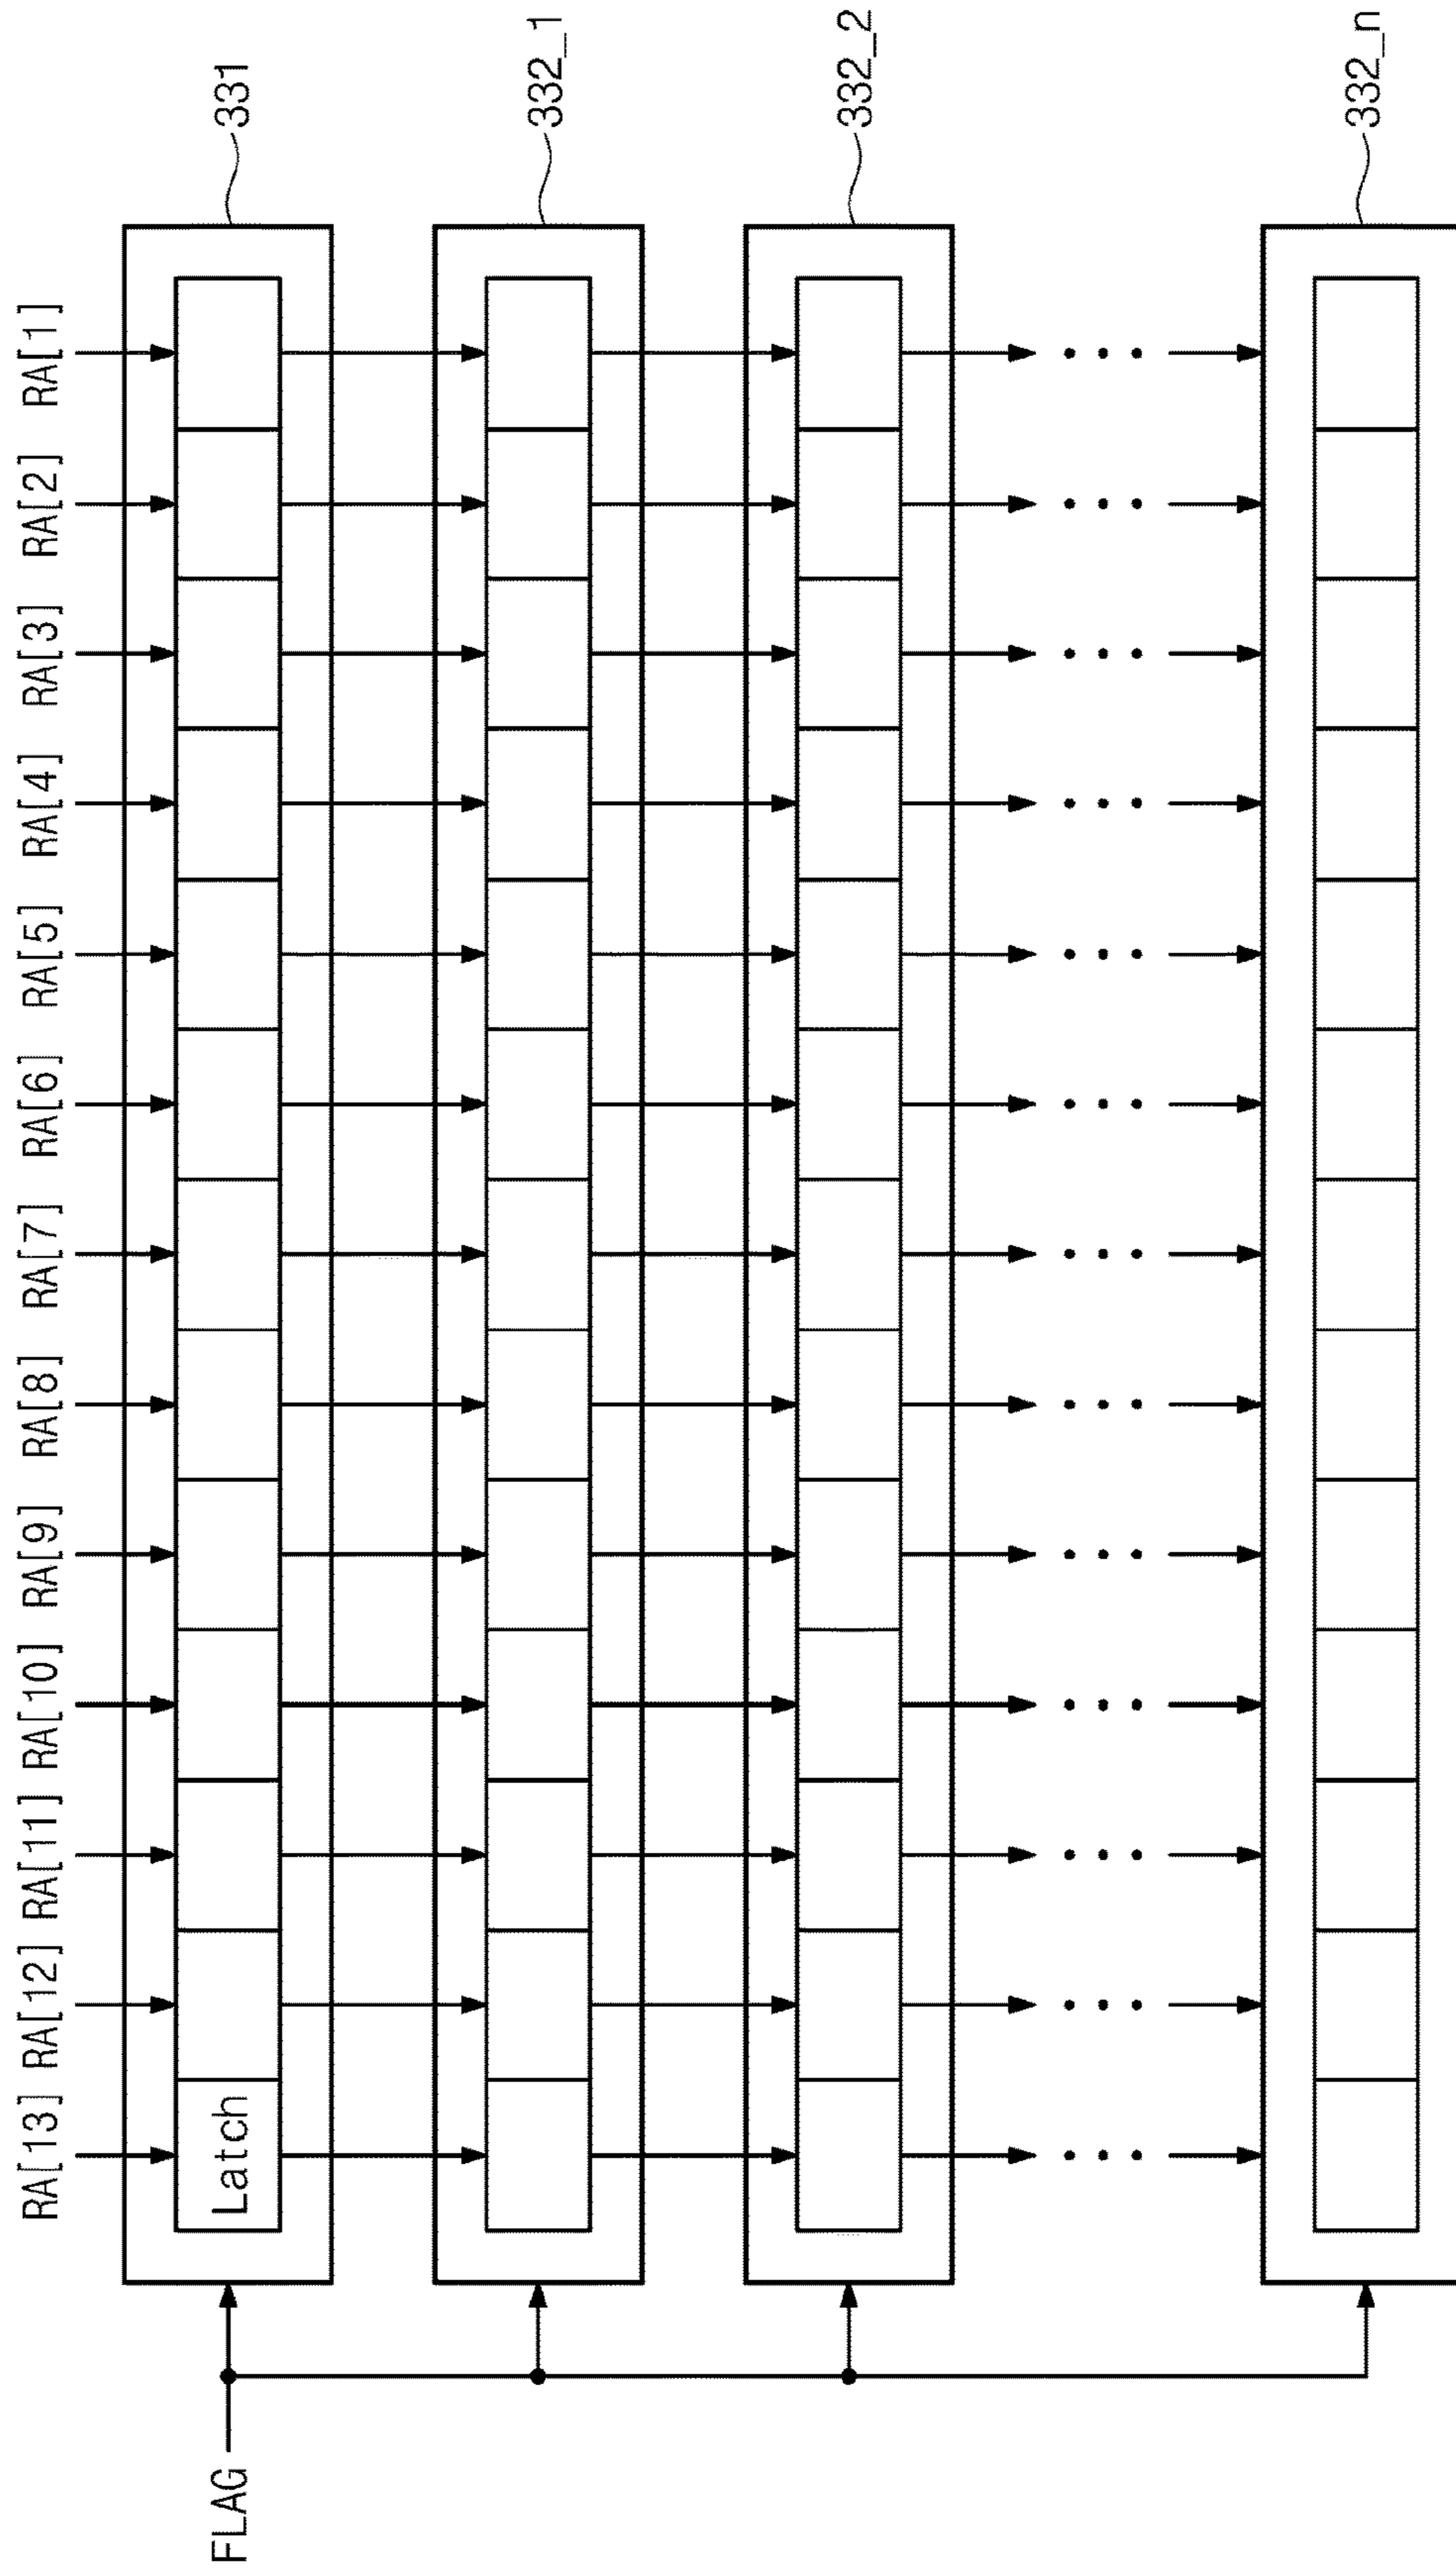 RA[13] RA[12] RA[11] RA[10] RA[9] RA[8] RA[7] RA[6] RA[5] RA[4] RA[3] RA[2] RA[1]
FLAG Latch 331
332_1
332_2
332_n